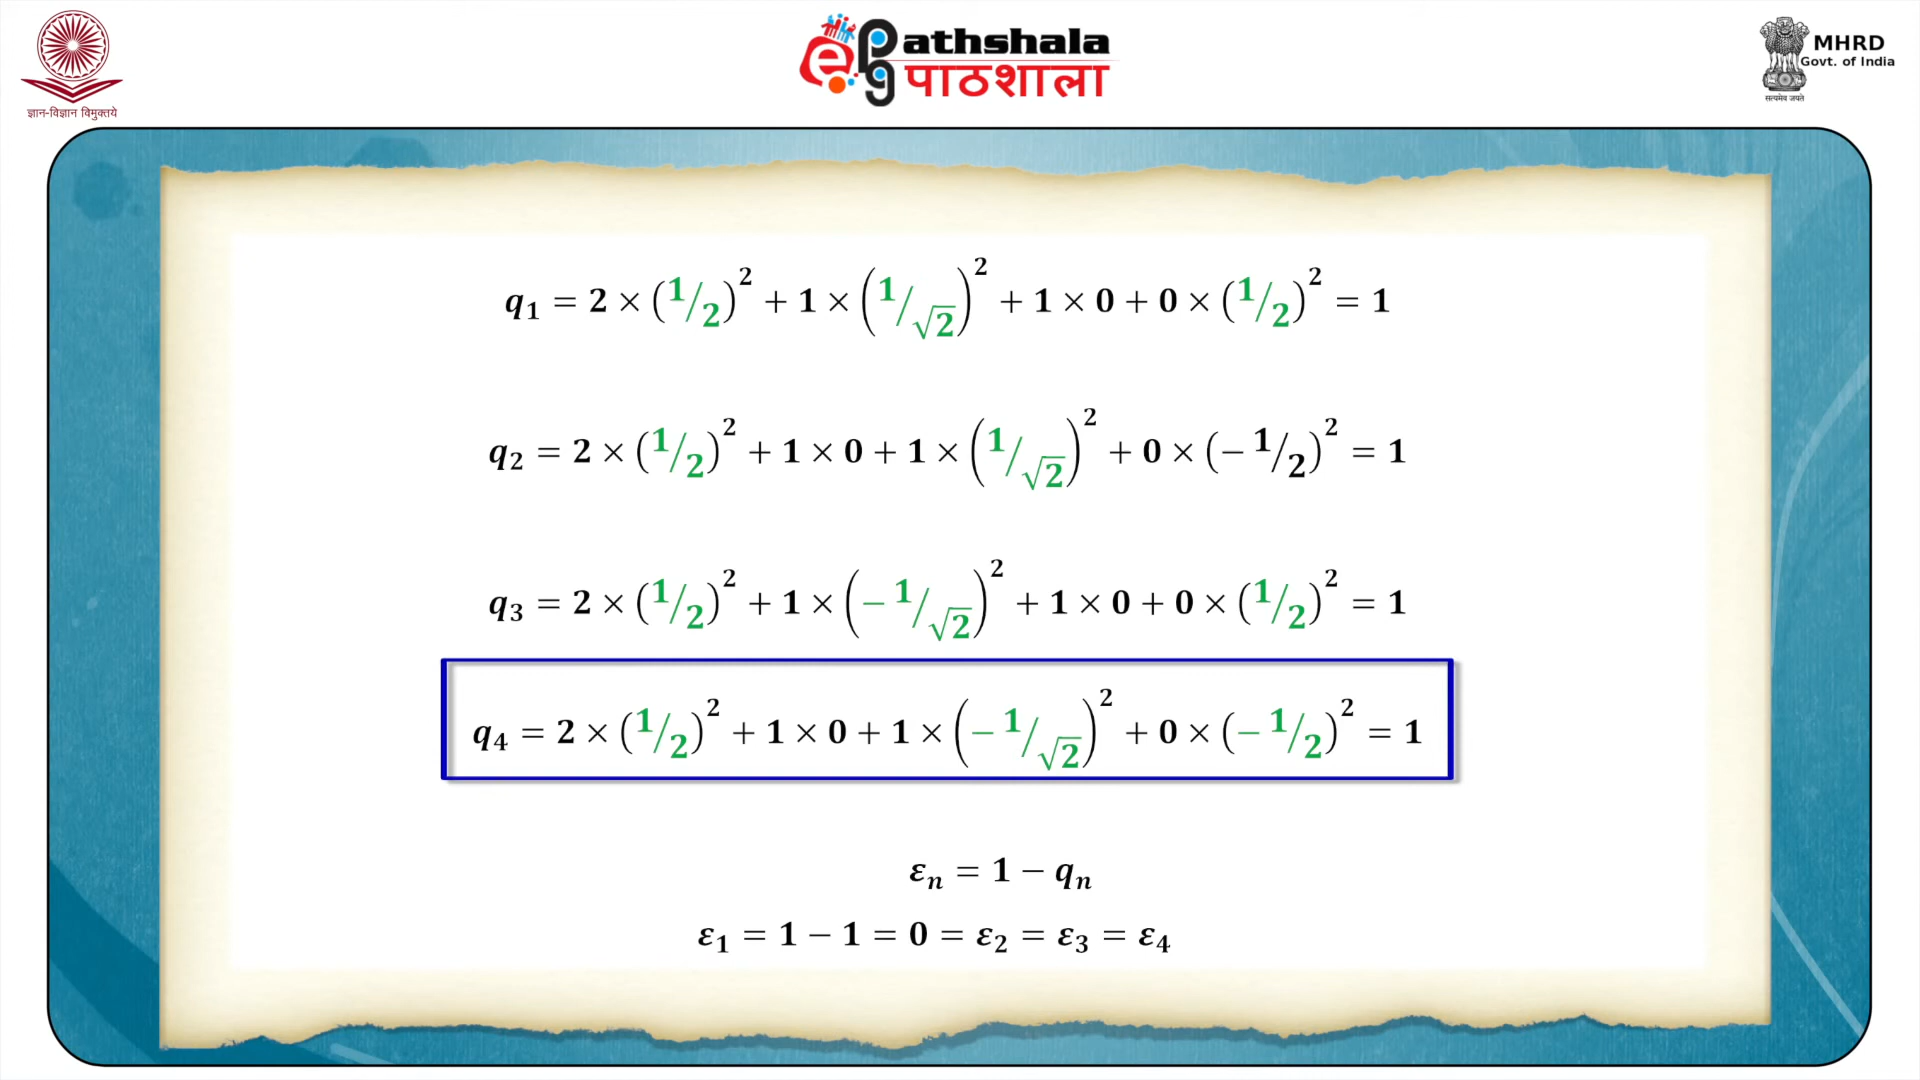 ज्ञान-विज्ञान विमुक्तये
ePG athshala
पाठशाला
MHRD
Govt. of India
सत्यमेव जयते
q₁ = 2 × (1/2)² + 1 × (1/√2)² + 1 × 0 + 0 × (1/2)² = 1
q₂ = 2 × (1/2)² + 1 × 0 + 1 × (1/√2)² + 0 × (− 1/2)² = 1
q₃ = 2 × (1/2)² + 1 × (− 1/√2)² + 1 × 0 + 0 × (1/2)² = 1
q₄ = 2 × (1/2)² + 1 × 0 + 1 × (− 1/√2)² + 0 × (− 1/2)² = 1
εₙ = 1 − qₙ
ε₁ = 1 − 1 = 0 = ε₂ = ε₃ = ε₄